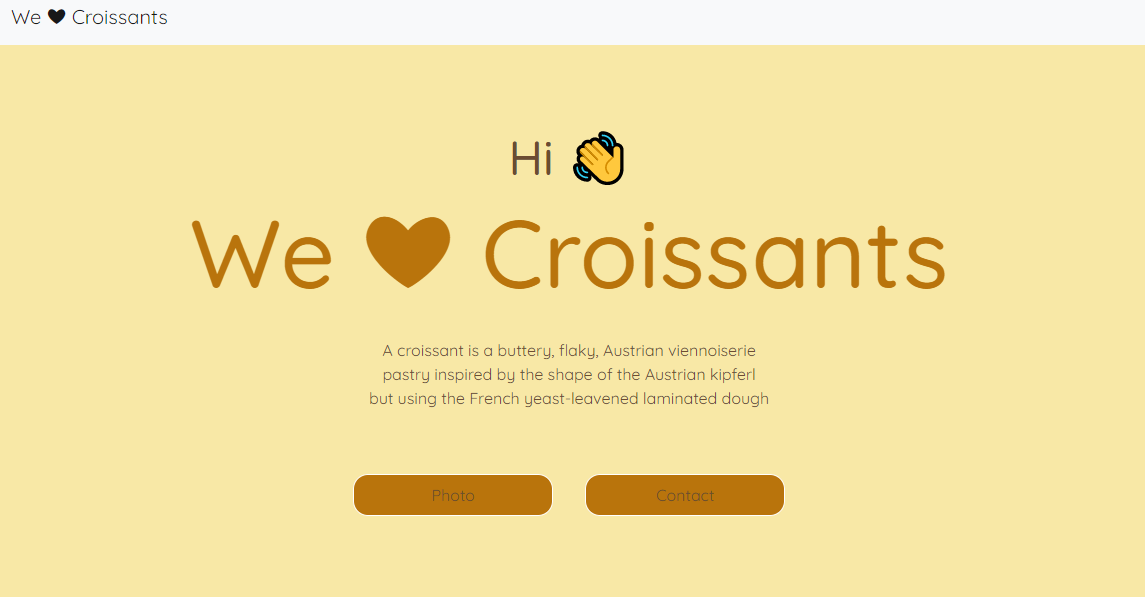 We 🖤 Croissants
Hi 👋
We 🤎 Croissants
A croissant is a buttery, flaky, Austrian viennoiserie
pastry inspired by the shape of the Austrian kipferl
but using the French yeast-leavened laminated dough
Photo
Contact